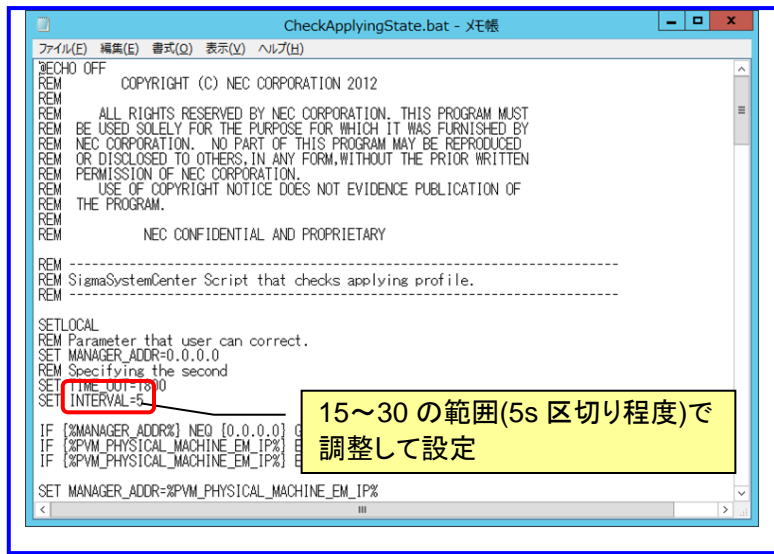 CheckApplyingState.bat - メモ帳
ファイル(F) 編集(E) 書式(O) 表示(V) ヘルプ(H)
@ECHO OFF
REM COPYRIGHT (C) NEC CORPORATION 2012
REM
REM ALL RIGHTS RESERVED BY NEC CORPORATION. THIS PROGRAM MUST
REM BE USED SOLELY FOR THE PURPOSE FOR WHICH IT WAS FURNISHED BY
REM NEC CORPORATION. NO PART OF THIS PROGRAM MAY BE REPRODUCED
REM OR DISCLOSED TO OTHERS,IN ANY FORM,WITHOUT THE PRIOR WRITTEN
REM PERMISSION OF NEC CORPORATION.
REM USE OF COPYRIGHT NOTICE DOES NOT EVIDENCE PUBLICATION OF
REM THE PROGRAM.
REM
REM NEC CONFIDENTIAL AND PROPRIETARY
REM -------------------------------------------------------------------------
REM SigmaSystemCenter Script that checks applying profile.
REM -------------------------------------------------------------------------
SETLOCAL
REM Parameter that user can correct.
SET MANAGER_ADDR=0.0.0.0
REM Specifying the second
SET TIME_OUT=1800
SET INTERVAL=5
15～30 の範囲(5s 区切り程度)で
調整して設定
IF [%MANAGER_ADDR%] NEQ [0.0.0.0]
IF [%PVM_PHYSICAL_MACHINE_EM_IP%]
IF [%PVM_PHYSICAL_MACHINE_EM_IP%]
SET MANAGER_ADDR=%PVM_PHYSICAL_MACHINE_EM_IP%